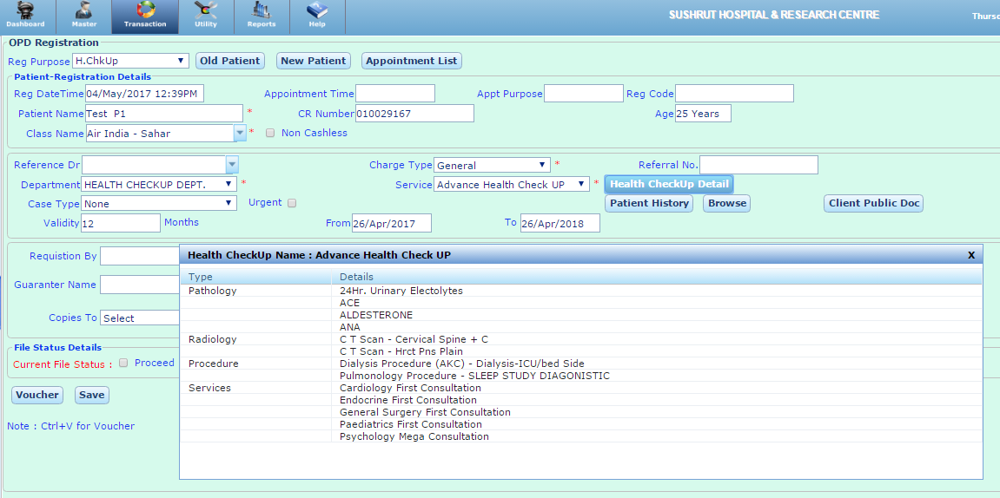 Dashboard Master Transaction Utility Reports Help SUSHRUT HOSPITAL & RESEARCH CENTRE Thursd
OPD Registration
Reg Purpose H.ChkUp Old Patient New Patient Appointment List
Patient-Registration Details
Reg DateTime 04/May/2017 12:39PM Appointment Time Appt Purpose Reg Code
Patient Name Test P1 * CR Number 010029167 Age 25 Years
Class Name Air India - Sahar * Non Cashless
Reference Dr Charge Type General * Referral No.
Department HEALTH CHECKUP DEPT. * Service Advance Health Check UP * Health CheckUp Detail
Case Type None Urgent Patient History Browse Client Public Doc
Validity 12 Months From 26/Apr/2017 To 26/Apr/2018
Requistion By
Guaranter Name
Copies To Select
File Status Details
Current File Status : Proceed
Voucher Save
Note : Ctrl+V for Voucher
Health CheckUp Name : Advance Health Check UP X
Type Details
Pathology 24Hr. Urinary Electolytes
ACE
ALDESTERONE
ANA
Radiology C T Scan - Cervical Spine + C
C T Scan - Hrct Pns Plain
Procedure Dialysis Procedure (AKC) - Dialysis-ICU/bed Side
Pulmonology Procedure - SLEEP STUDY DIAGONISTIC
Services Cardiology First Consultation
Endocrine First Consultation
General Surgery First Consultation
Paediatrics First Consultation
Psychology Mega Consultation